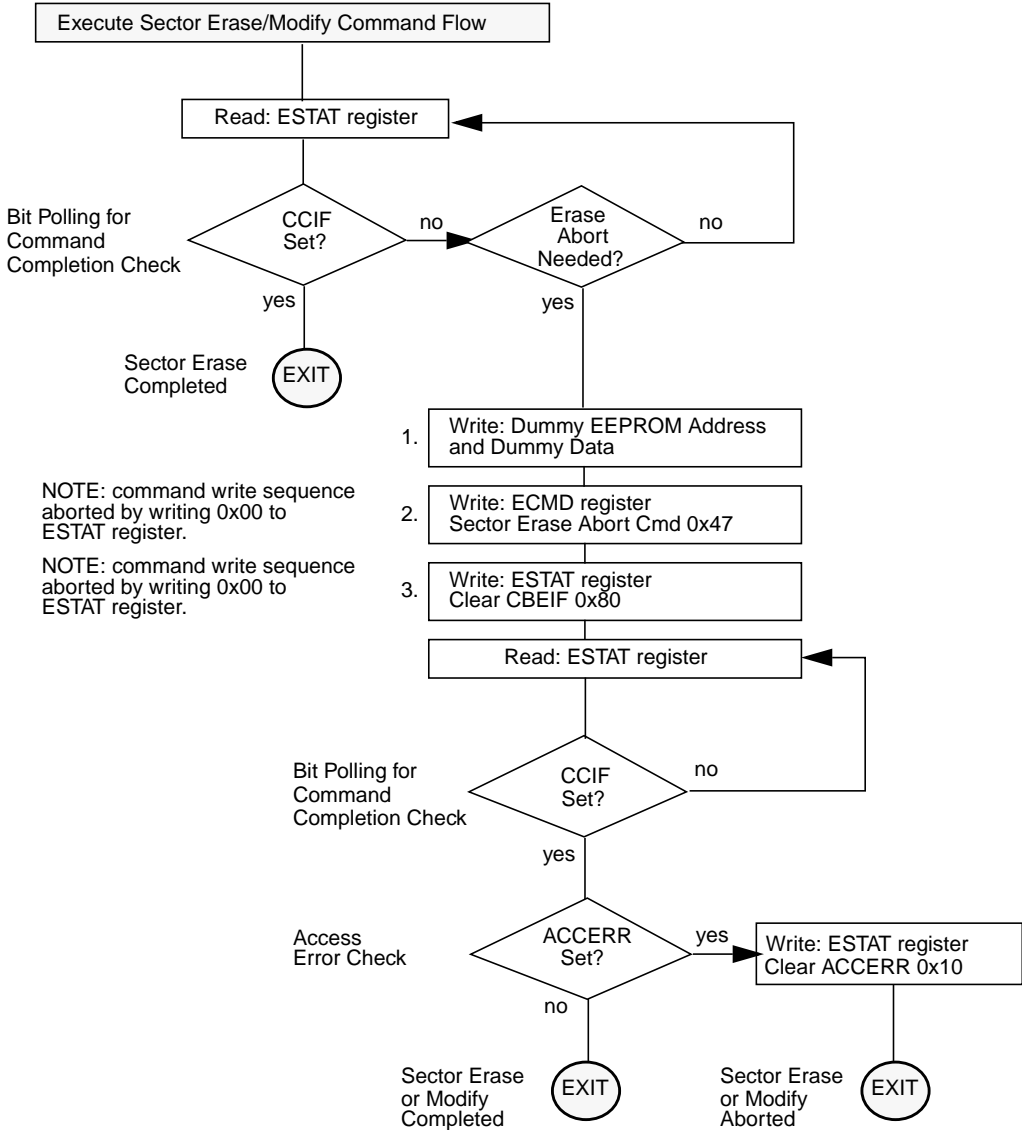 Execute Sector Erase/Modify Command Flow
Read: ESTAT register
Bit Polling for
Command
Completion Check
CCIF
Set?
no
Erase
Abort
Needed?
no
yes
yes
Sector Erase
Completed
EXIT
1.
Write: Dummy EEPROM Address
and Dummy Data
NOTE: command write sequence
aborted by writing 0x00 to
ESTAT register.
2.
Write: ECMD register
Sector Erase Abort Cmd 0x47
NOTE: command write sequence
aborted by writing 0x00 to
ESTAT register.
3.
Write: ESTAT register
Clear CBEIF 0x80
Read: ESTAT register
Bit Polling for
Command
Completion Check
CCIF
Set?
no
yes
Access
Error Check
ACCERR
Set?
yes
Write: ESTAT register
Clear ACCERR 0x10
no
Sector Erase
or Modify
Completed
EXIT
Sector Erase
or Modify
Aborted
EXIT